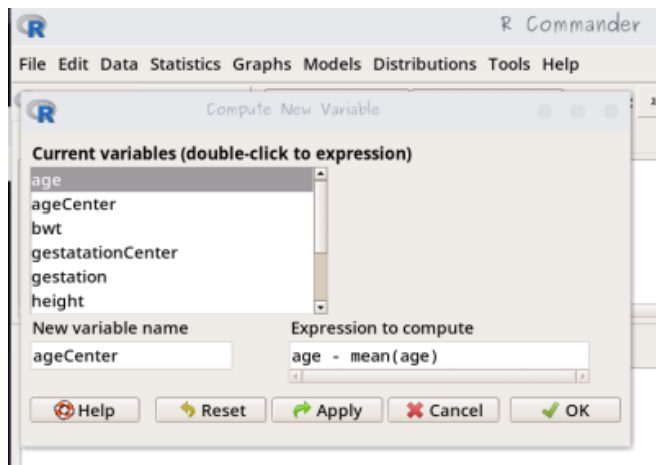 R Commander
File Edit Data Statistics Graphs Models Distributions Tools Help
Compute New Variable
Current variables (double-click to expression)
age
ageCenter
bwt
gestatationCenter
gestation
height
New variable name
Expression to compute
ageCenter
age - mean(age)
Help Reset Apply Cancel OK